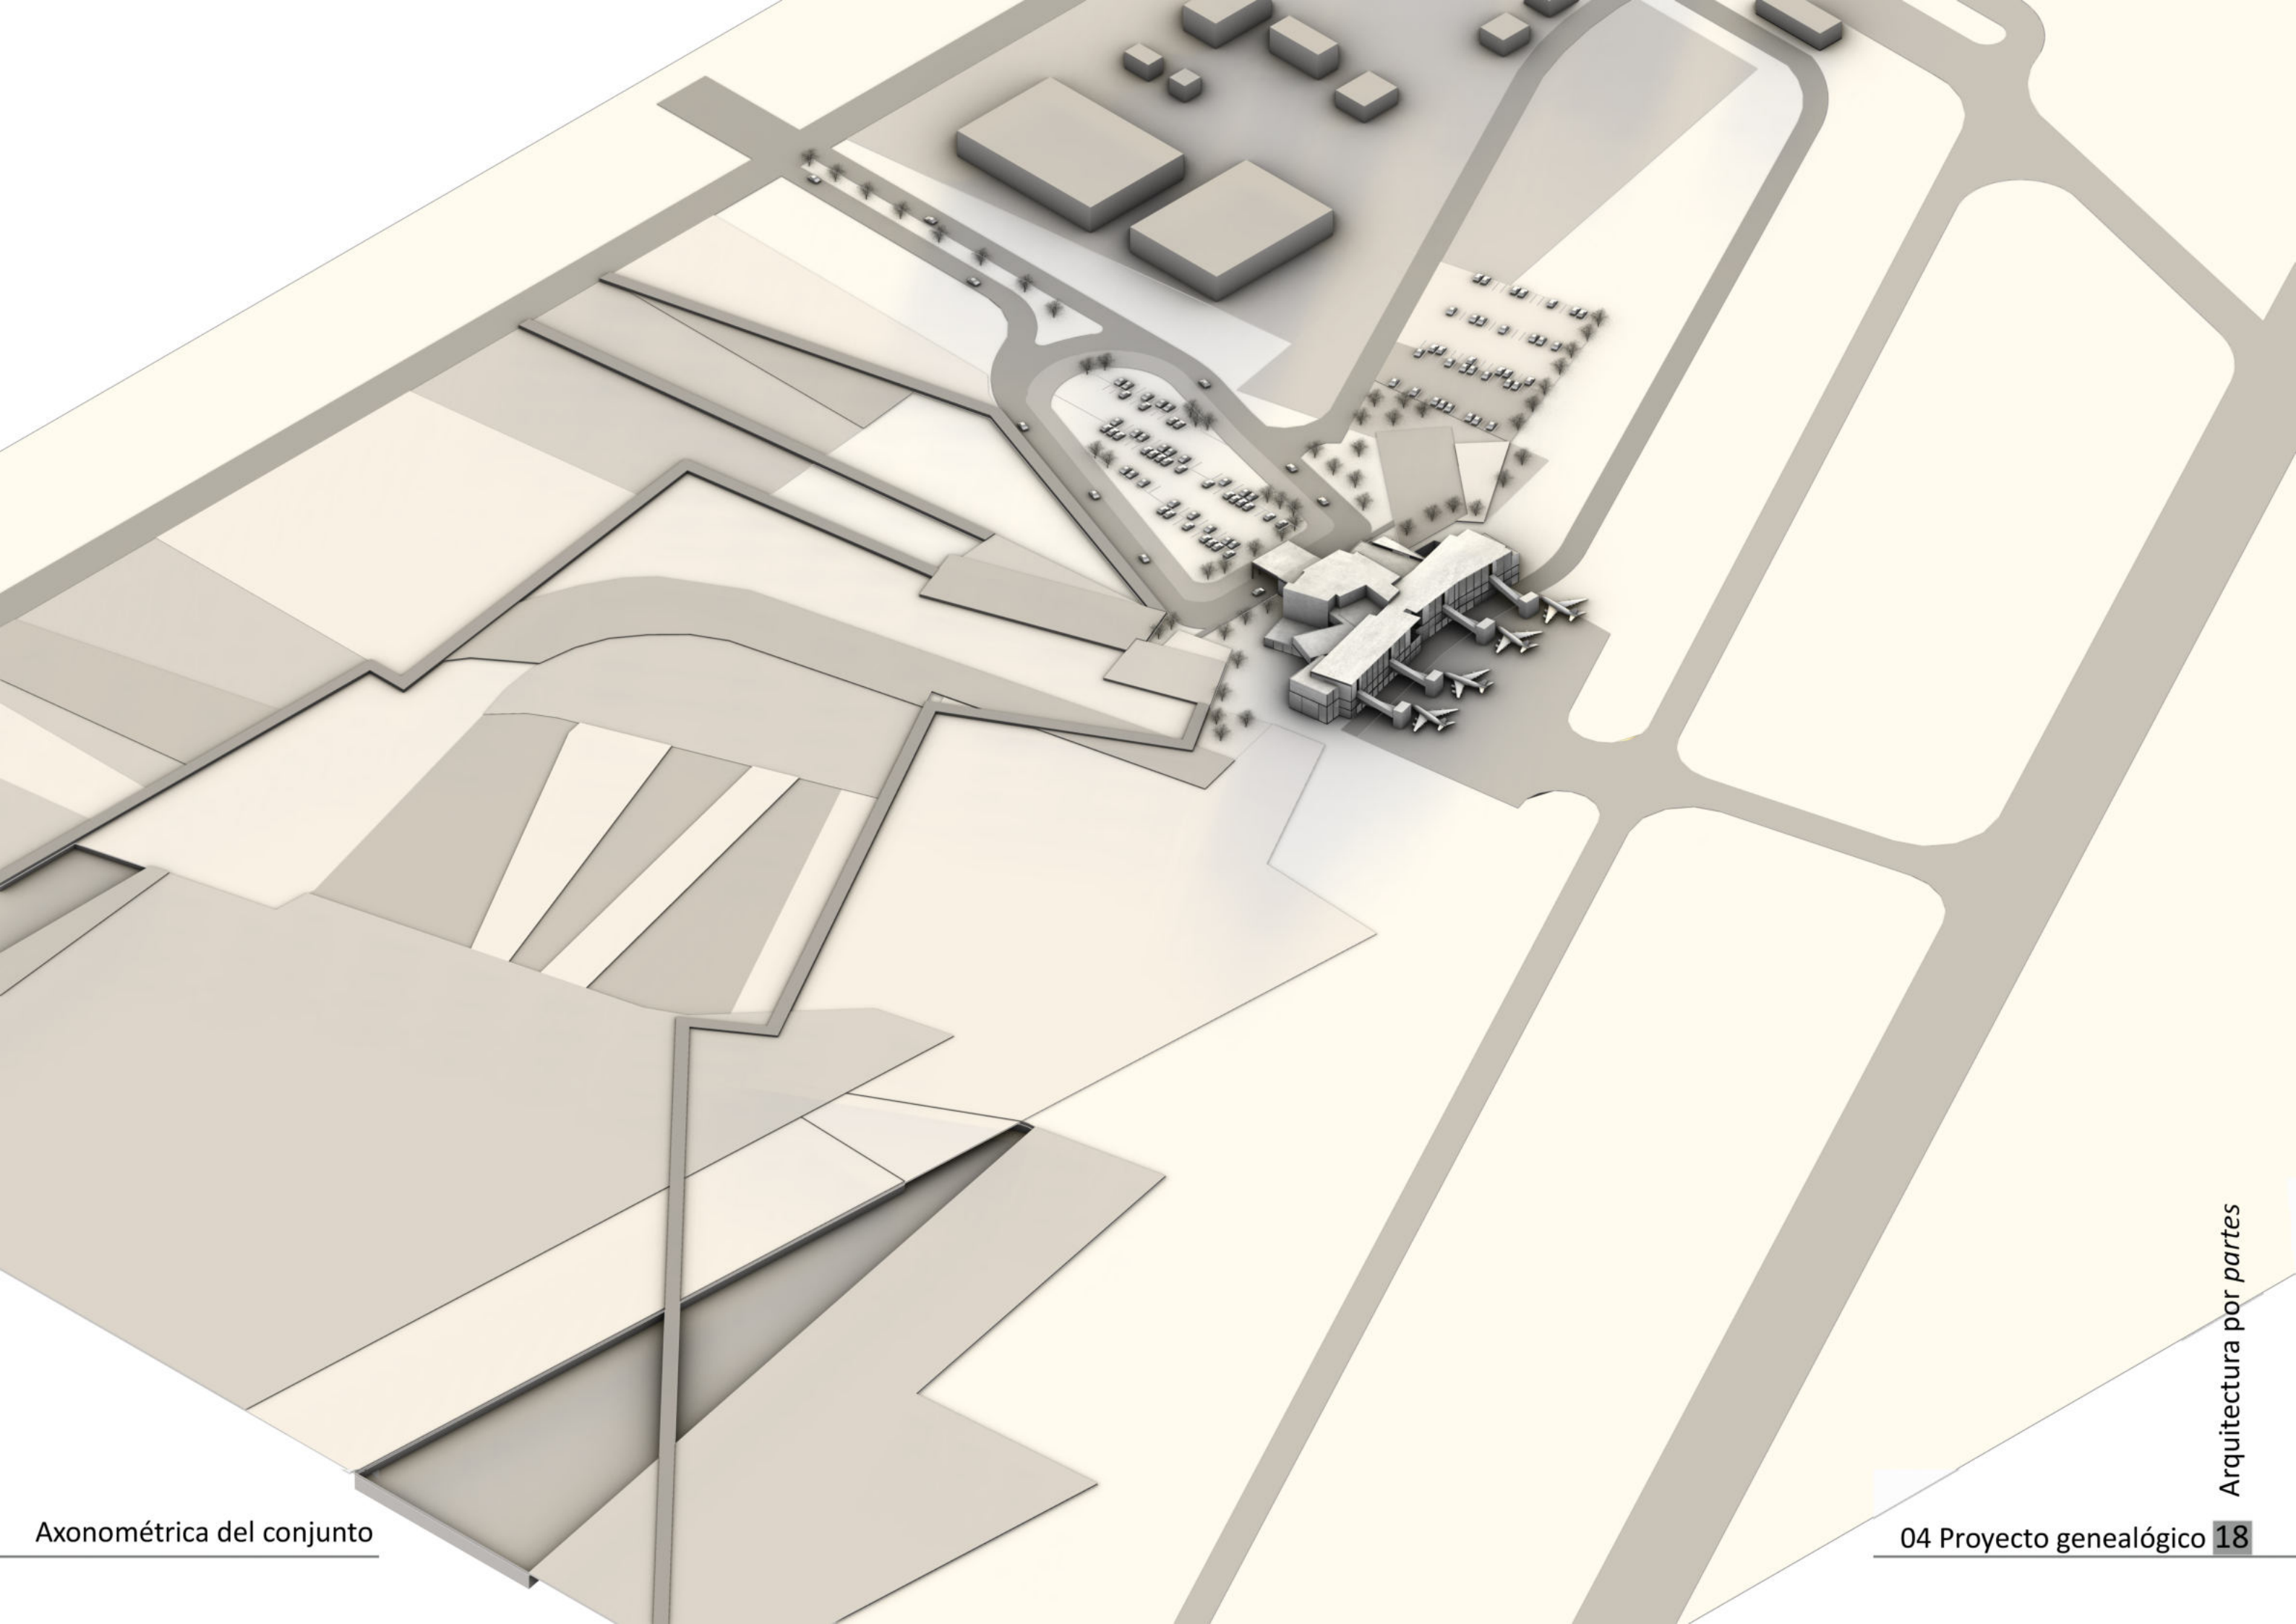 Axonométrica del conjunto
Arquitectura por partes
04 Proyecto genealógico 18